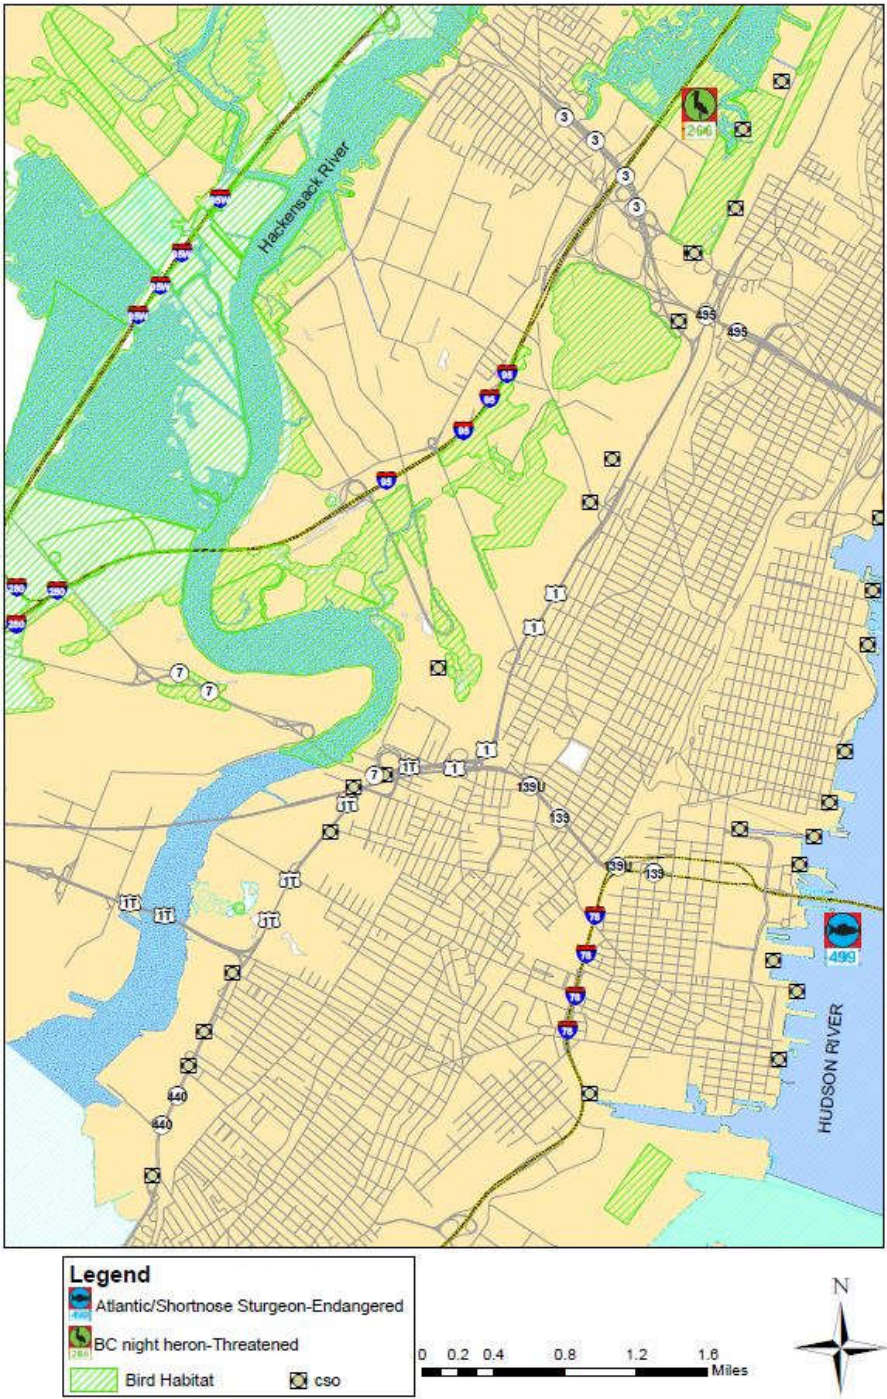 3
266
3
3
3
Hackensack River
95W
95W
95W
95W
495
495
95
95
95
95
280
280
280
1
1
7
7
1
1T
1
7
1T
139U
139
139U
139
1T
1T
1T
1T
78
78
78
78
499
HUDSON RIVER
440
440
Legend
499 Atlantic/Shortnose Sturgeon-Endangered
266 BC night heron-Threatened
Bird Habitat
cso
N
0 0.2 0.4 0.8 1.2 1.6
Miles